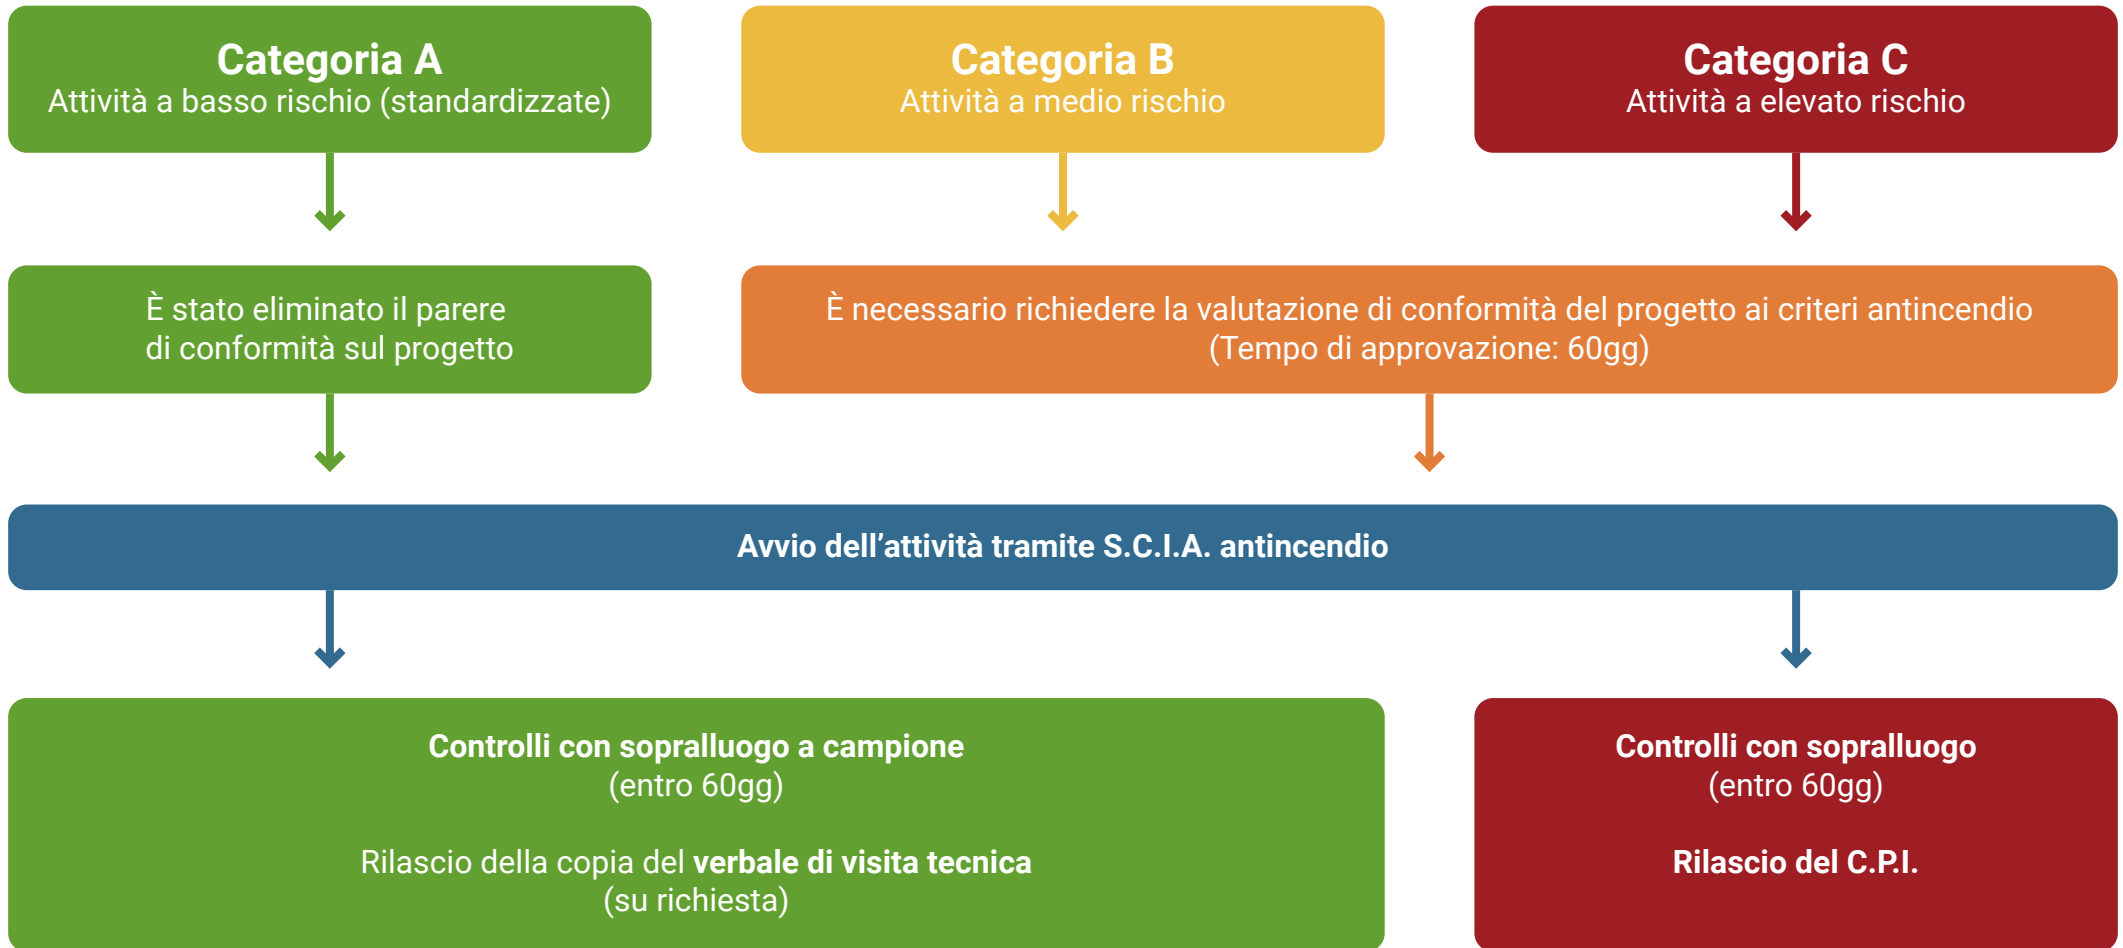 Categoria A
Attività a basso rischio (standardizzate)
Categoria B
Attività a medio rischio
Categoria C
Attività a elevato rischio
È stato eliminato il parere
di conformità sul progetto
È necessario richiedere la valutazione di conformità del progetto ai criteri antincendio
(Tempo di approvazione: 60gg)
Avvio dell’attività tramite S.C.I.A. antincendio
Controlli con sopralluogo a campione
(entro 60gg)
Rilascio della copia del verbale di visita tecnica
(su richiesta)
Controlli con sopralluogo
(entro 60gg)
Rilascio del C.P.I.